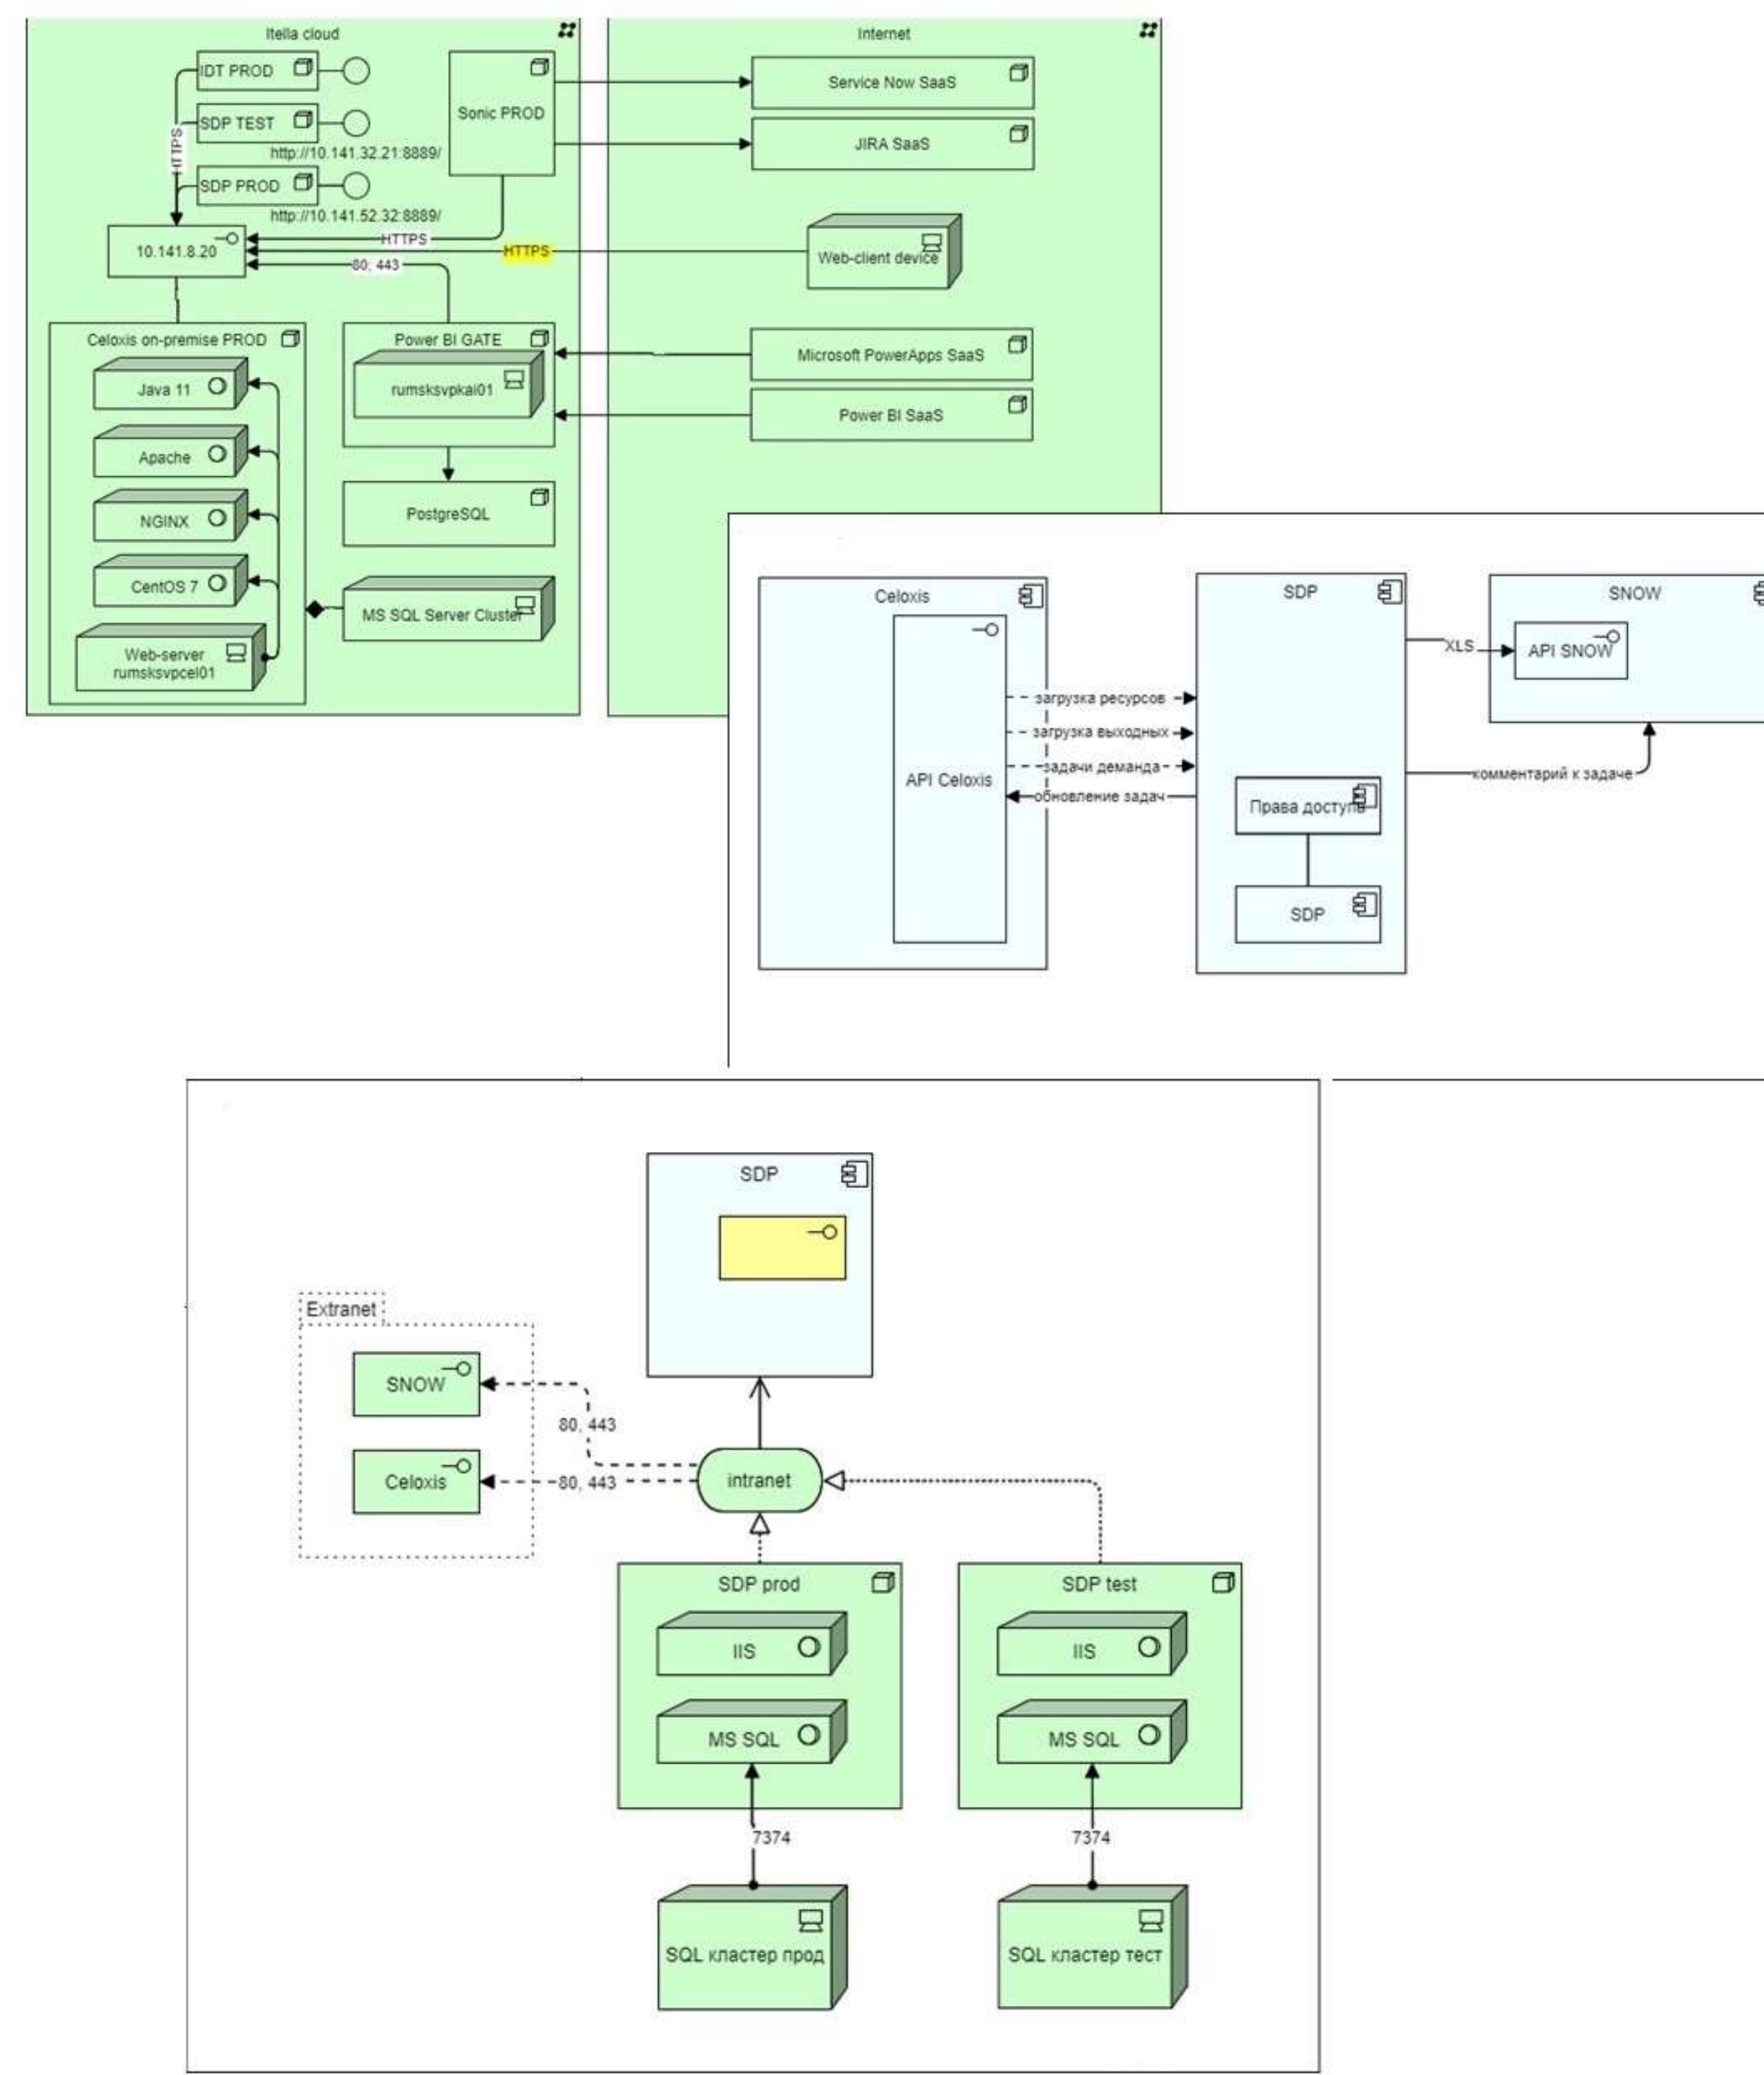 Itella cloud
IDT PROD
SDP TEST
http://10.141.32.21:8889/
SDP PROD
http://10.141.52.32:8889/
HTTPS
Sonic PROD
10.141.8.20
HTTPS
HTTPS
80; 443
Celoxis on-premise PROD
Java 11
Apache
NGINX
CentOS 7
Web-server
rumsksvpcel01
Power BI GATE
rumsksvpkai01
PostgreSQL
MS SQL Server Cluster
Internet
Service Now SaaS
JIRA SaaS
Web-client device
Microsoft PowerApps SaaS
Power BI SaaS
Celoxis
API Celoxis
загрузка ресурсов
загрузка выходных
задачи деманда
обновление задач
SDP
Права доступа
SDP
XLS
комментарий к задаче
SNOW
API SNOW
SDP
Extranet
SNOW
Celoxis
80, 443
80, 443
intranet
SDP prod
IIS
MS SQL
7374
SQL кластер прод
SDP test
IIS
MS SQL
7374
SQL кластер тест